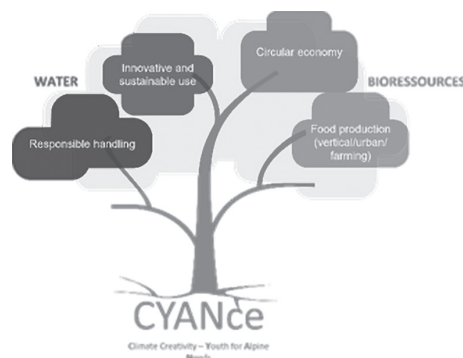 Circular economy
Innovative and
sustainable use
WATER
BIORESSOURCES
Responsible handling
Food production
(vertical/urban/
farming)
CYANce
Climate Creativity – Youth for Alpine